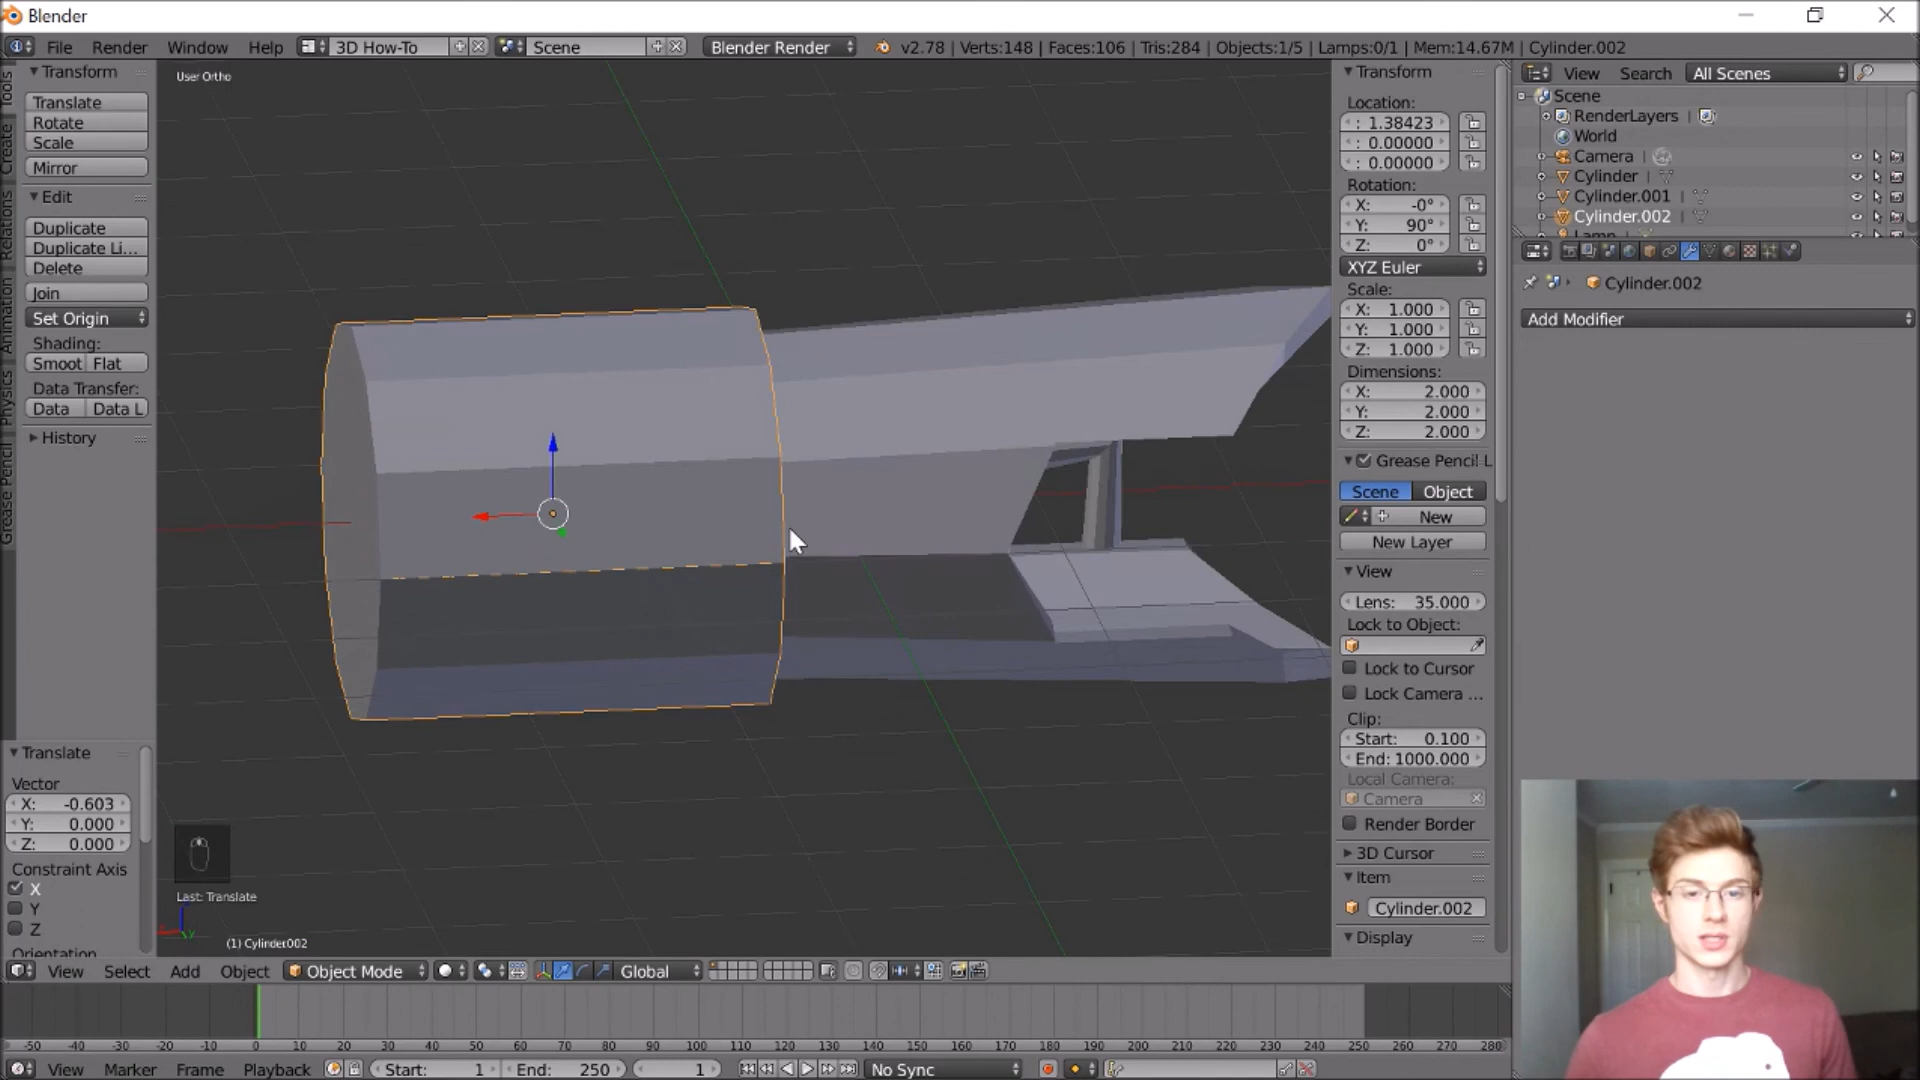 Blender
File Render Window Help 3D How-To Scene Blender Render v2.78 | Verts:148 | Faces:106 | Tris:284 | Objects:1/5 | Lamps:0/1 | Mem:14.67M | Cylinder.002
Tools
Create
Relations
Animation
Physics
Grease Pencil
Transform
Translate
Rotate
Scale
Mirror
Edit
Duplicate
Duplicate Li...
Delete
Join
Set Origin
Shading:
Smoot Flat
Data Transfer:
Data Data L
History
Translate
Vector
X: -0.603
Y: 0.000
Z: 0.000
Constraint Axis
X
Y
Z
Orientation
User Ortho
Last: Translate
(1) Cylinder.002
Transform
Location:
: 1.38423
: 0.00000
: 0.00000
Rotation:
X: -0°
Y: 90°
Z: 0°
XYZ Euler
Scale:
X: 1.000
Y: 1.000
Z: 1.000
Dimensions:
X: 2.000
Y: 2.000
Z: 2.000
Grease Pencil L
Scene Object
New
New Layer
View
Lens: 35.000
Lock to Object:
Lock to Cursor
Lock Camera ...
Clip:
Start: 0.100
End: 1000.000
Local Camera:
Camera
Render Border
3D Cursor
Item
Cylinder.002
Display
View Search All Scenes
Scene
RenderLayers |
World
Camera |
Cylinder |
Cylinder.001 |
Cylinder.002 |
Lamp
Cylinder.002
Add Modifier
View Select Add Object Object Mode Global
-50 -40 -30 -20 -10 0 10 20 30 40 50 60 70 80 90 100 110 120 130 140 150 160 170 180 190 200 210 220 230 240 250 260 270 280
View Marker Frame Playback Start: 1 End: 250 1 No Sync